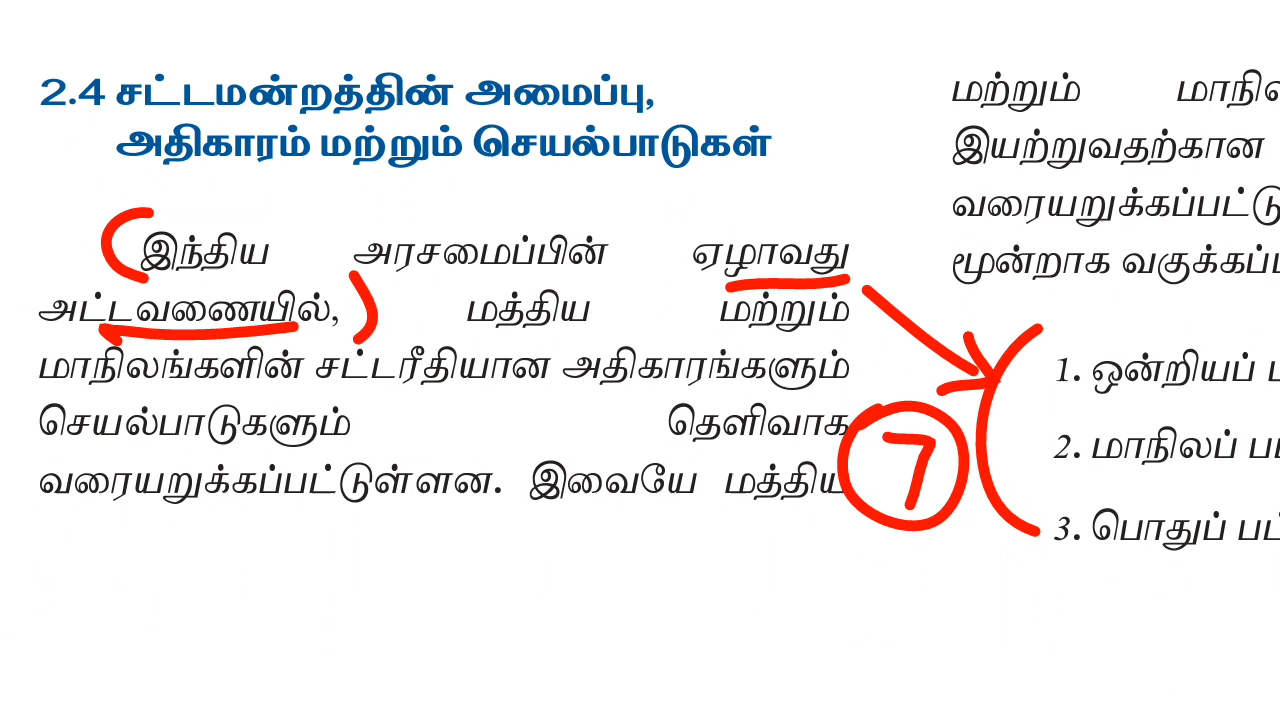 2.4 சட்டமன்றத்தின் அமைப்பு,
அதிகாரம் மற்றும் செயல்பாடுகள்
இந்திய அரசமைப்பின் ஏழாவது
அட்டவணையில், மத்திய மற்றும்
மாநிலங்களின் சட்டரீதியான அதிகாரங்களும்
செயல்பாடுகளும் தெளிவாக
வரையறுக்கப்பட்டுள்ளன. இவையே மத்திய
7
மற்றும்
இயற்றுவதற்கான
மூன்றாக
1. ஒன்றியப்
2. மாநிலப்
3. பொதுப்